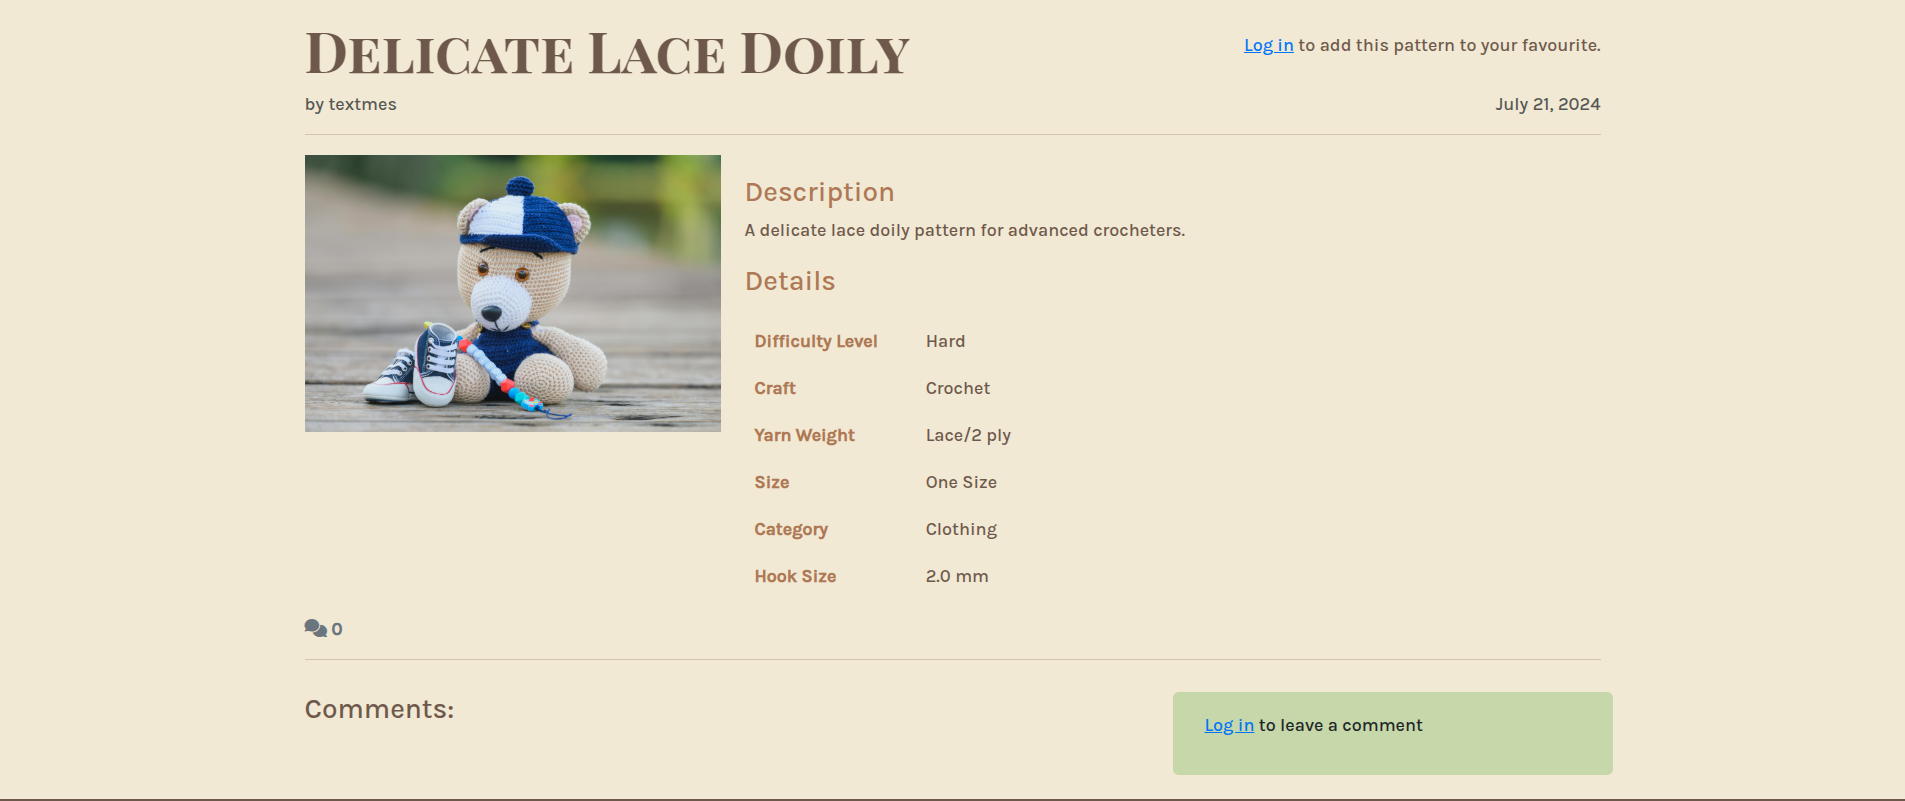 Delicate Lace Doily
Log in to add this pattern to your favourite.
by textmes
July 21, 2024
Description
A delicate lace doily pattern for advanced crocheters.
Details
Difficulty Level Hard
Craft Crochet
Yarn Weight Lace/2 ply
Size One Size
Category Clothing
Hook Size 2.0 mm
0
Comments:
Log in to leave a comment